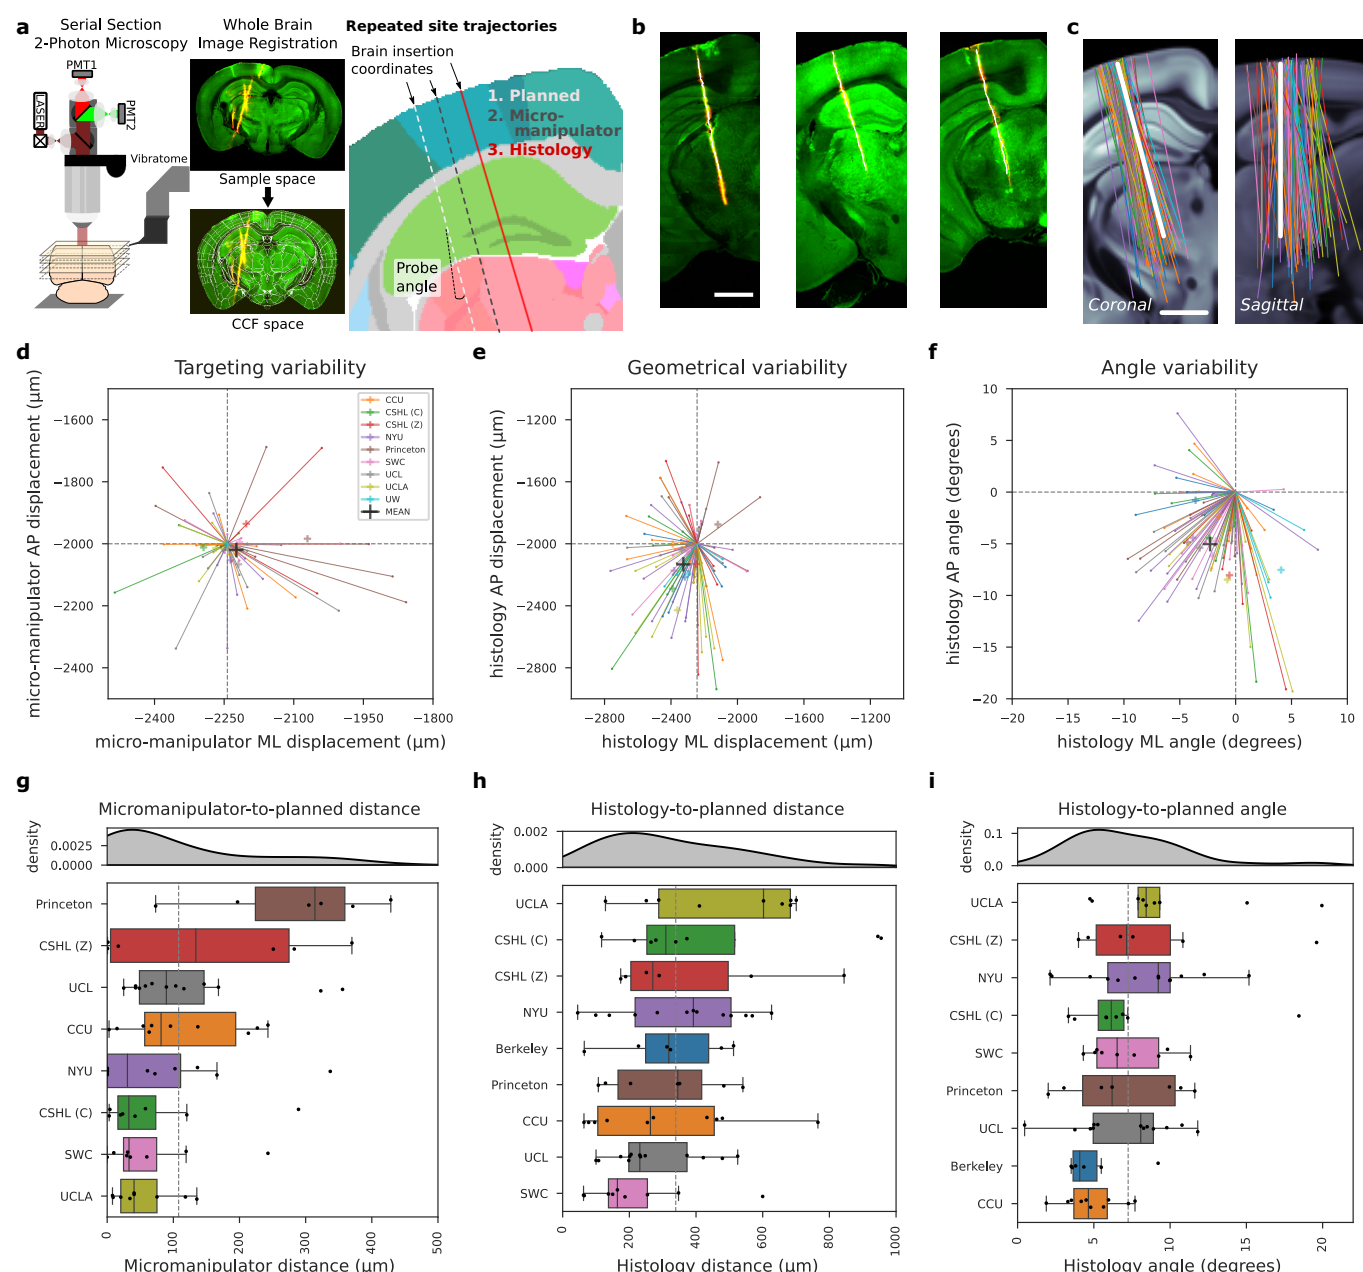 a
Serial Section
2-Photon Microscopy
PMT1
LASER
PMT2
Vibratome
Whole Brain
Image Registration
Sample space
CCF space
Repeated site trajectories
Brain insertion
coordinates
1. Planned
2. Micro-
manipulator
3. Histology
Probe
angle
b
c
Coronal
Sagittal
d
Targeting variability
micro-manipulator AP displacement (μm)
−1600
−1800
−2000
−2200
−2400
−2400
−2250
−2100
−1950
−1800
micro-manipulator ML displacement (μm)
CCU
CSHL (C)
CSHL (Z)
NYU
Princeton
SWC
UCL
UCLA
UW
MEAN
e
Geometrical variability
histology AP displacement (μm)
−1200
−1600
−2000
−2400
−2800
−2800
−2400
−2000
−1600
−1200
histology ML displacement (μm)
f
Angle variability
histology AP angle (degrees)
10
5
0
−5
−10
−15
−20
−20
−15
−10
−5
0
5
10
histology ML angle (degrees)
g
Micromanipulator-to-planned distance
density
0.0025
0.0000
Princeton
CSHL (Z)
UCL
CCU
NYU
CSHL (C)
SWC
UCLA
0
100
200
300
400
500
Micromanipulator distance (μm)
h
Histology-to-planned distance
density
0.002
0.000
UCLA
CSHL (C)
CSHL (Z)
NYU
Berkeley
Princeton
CCU
UCL
SWC
0
200
400
600
800
1000
Histology distance (μm)
i
Histology-to-planned angle
density
0.1
0.0
UCLA
CSHL (Z)
NYU
CSHL (C)
SWC
Princeton
UCL
Berkeley
CCU
0
5
10
15
20
Histology angle (degrees)